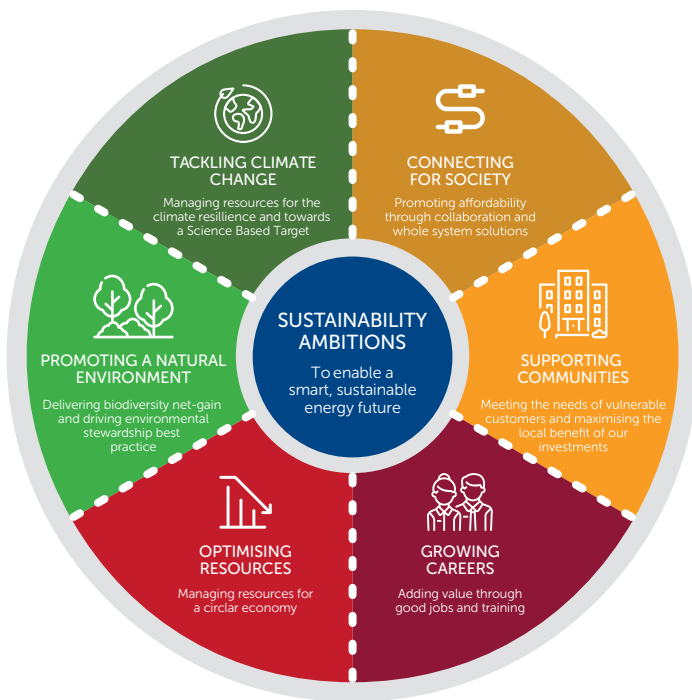 TACKLING CLIMATE
CHANGE
Managing resources for the
climate resillience and towards
a Science Based Target
CONNECTING
FOR SOCIETY
Promoting affordability
through collaboration and
whole system solutions
PROMOTING A NATURAL
ENVIRONMENT
Delivering biodiversity net-gain
and driving environmental
stewardship best
practice
SUSTAINABILITY
AMBITIONS
To enable a
smart, sustainable
energy future
SUPPORTING
COMMUNITIES
Meeting the needs of vulnerable
customers and maximising the
local benefit of our
investments
OPTIMISING
RESOURCES
Managing resources for
a circlar economy
GROWING
CAREERS
Adding value through
good jobs and training